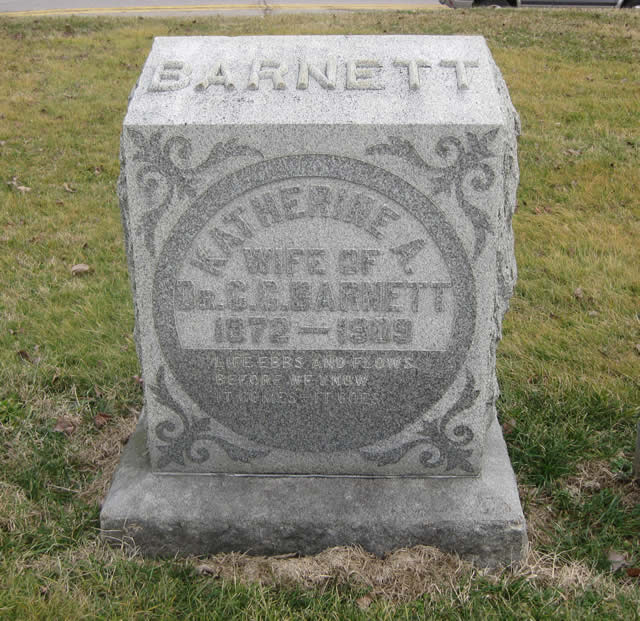 BARNETT
KATHERINE A.
WIFE OF
DR. C. C. BARNETT
1872 — 1909
LIFE EBBS AND FLOWS,
BEFORE WE KNOW
IT COMES - IT GOES